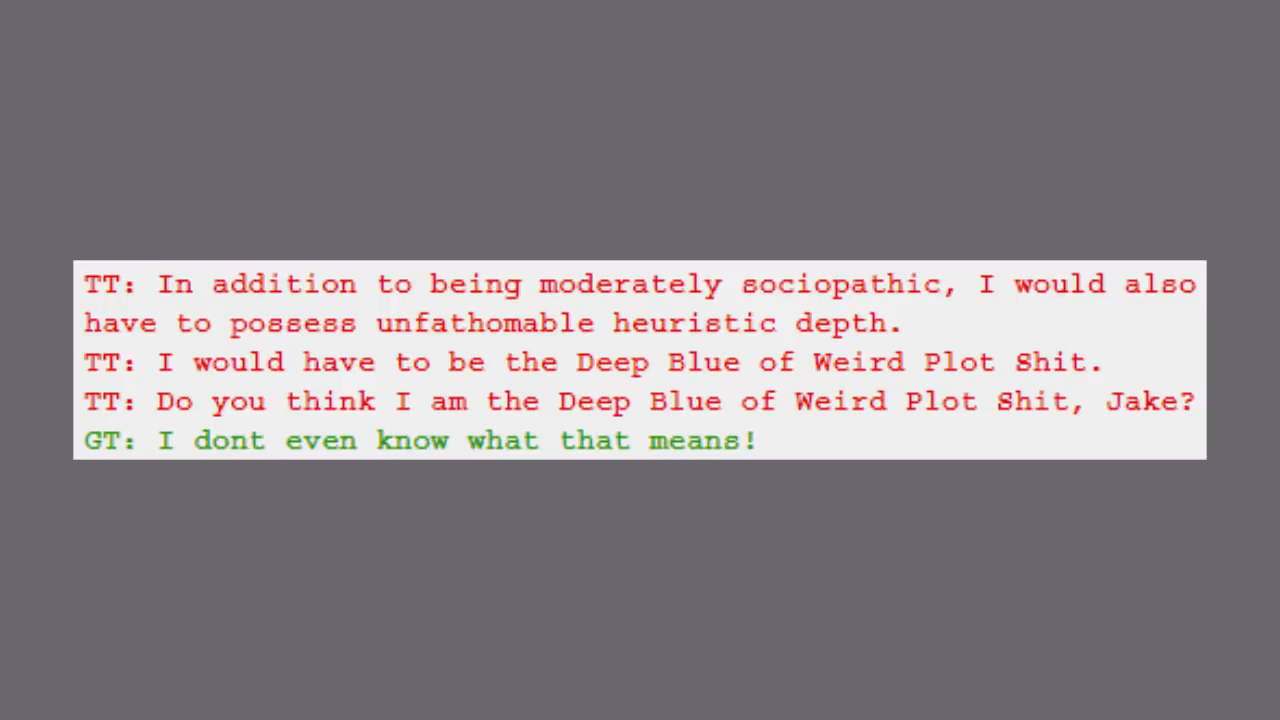 TT: In addition to being moderately sociopathic, I would also
have to possess unfathomable heuristic depth.
TT: I would have to be the Deep Blue of Weird Plot Shit.
TT: Do you think I am the Deep Blue of Weird Plot Shit, Jake?
GT: I dont even know what that means!